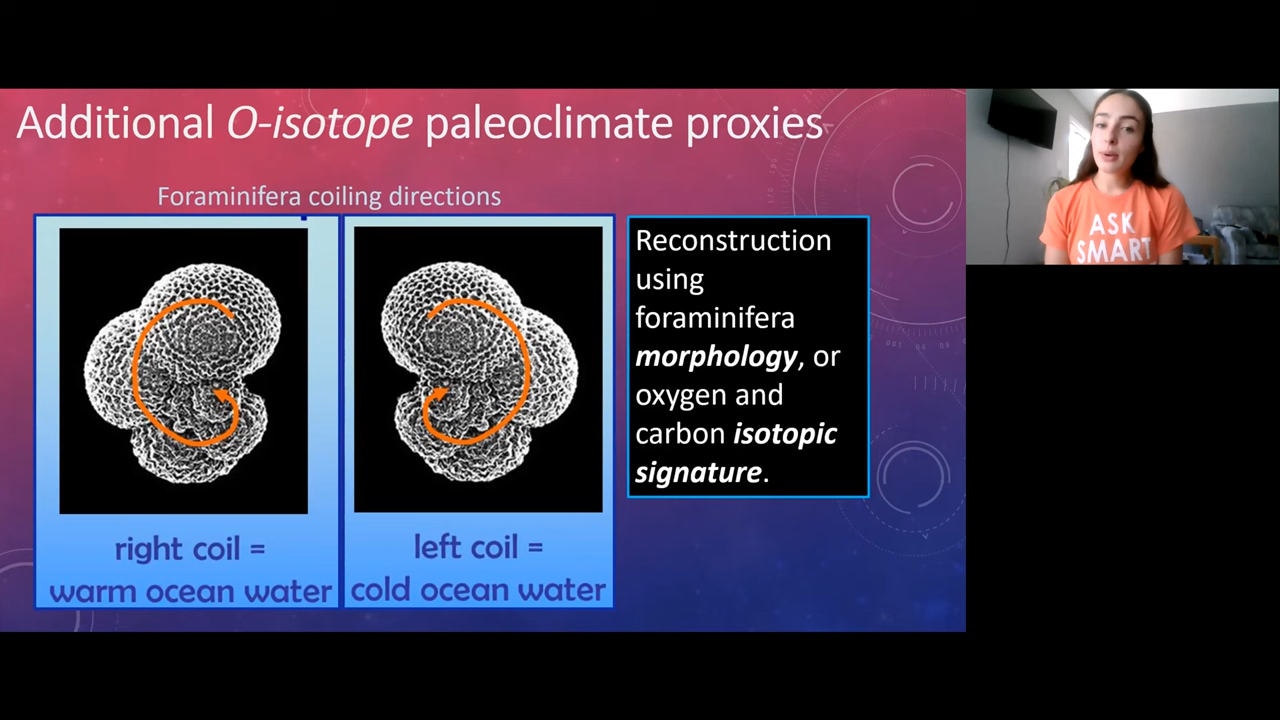 Additional O-isotope paleoclimate proxies
Foraminifera coiling directions
right coil =
warm ocean water
left coil =
cold ocean water
Reconstruction
using
foraminifera
morphology, or
oxygen and
carbon isotopic
signature.
ASK
SMART